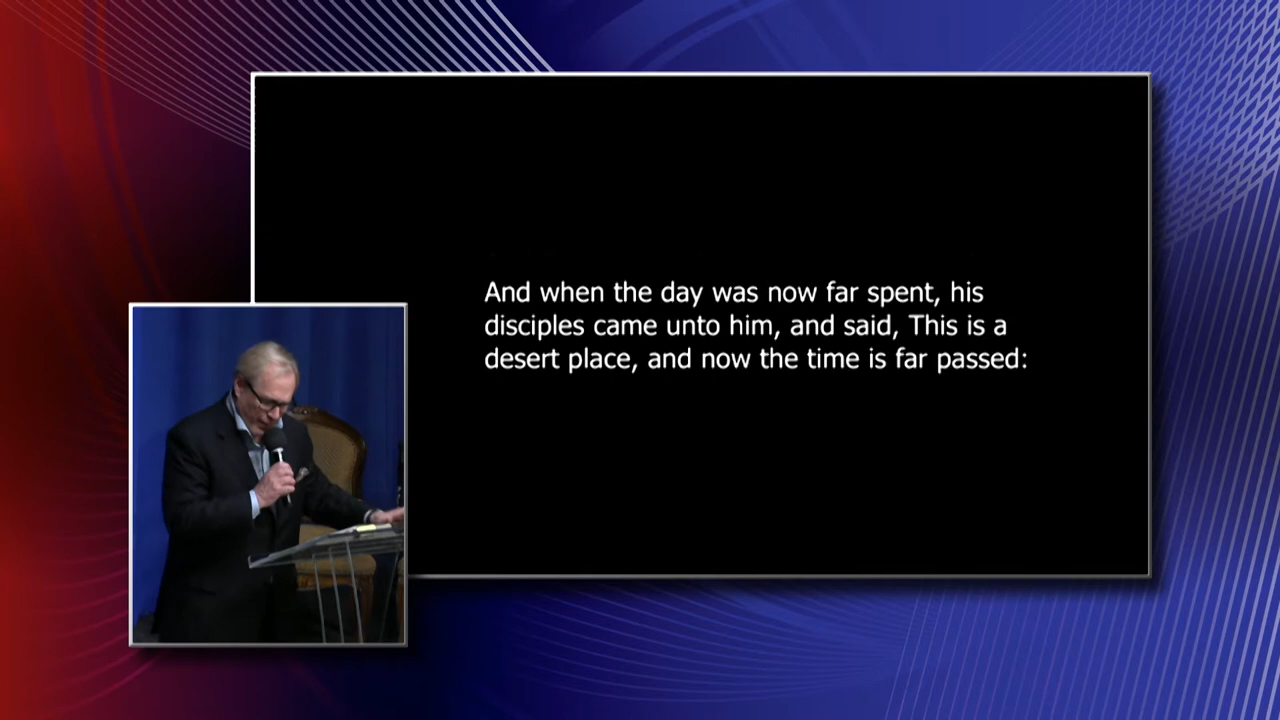 And when the day was now far spent, his
disciples came unto him, and said, This is a
desert place, and now the time is far passed: